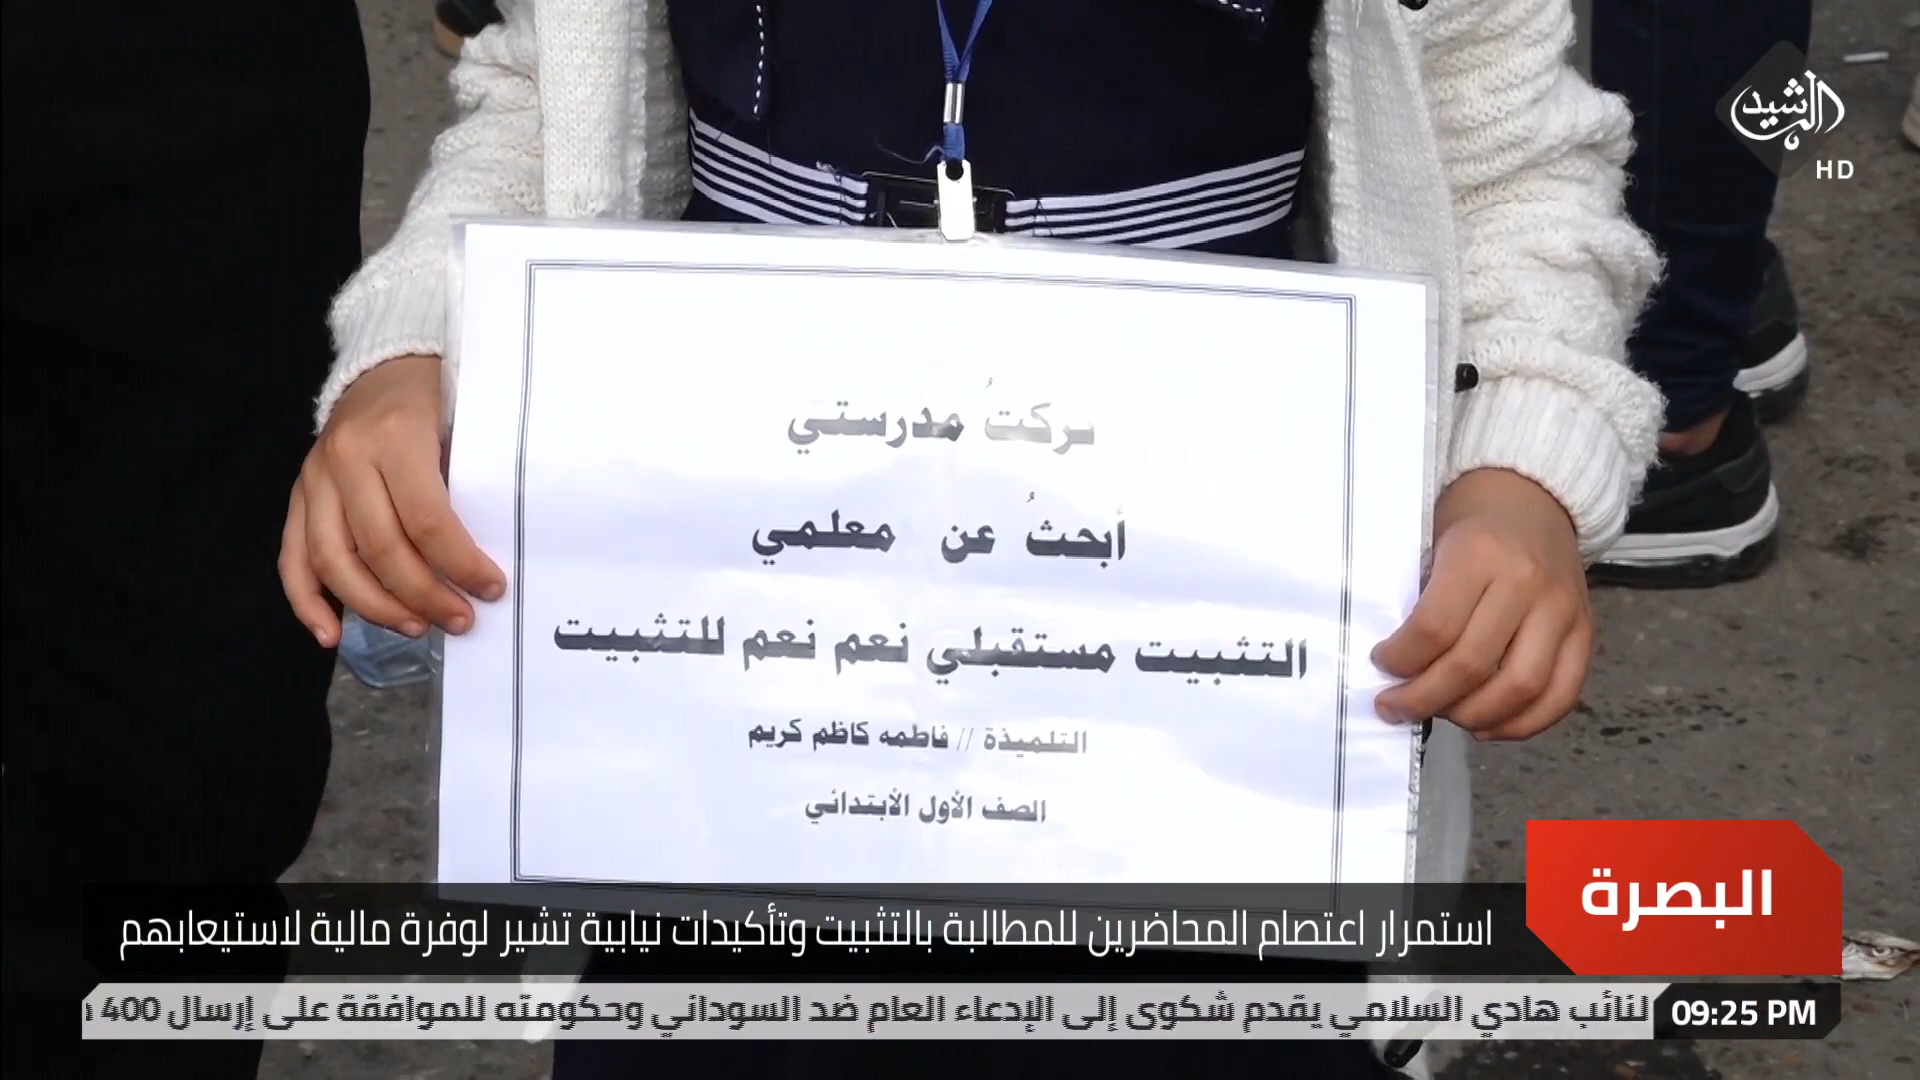 الرشيد
HD
تركتُ مدرستي
أبحثُ عن معلمي
التثبيت مستقبلي نعم نعم للتثبيت
التلميذة // فاطمه كاظم كريم
الصف الأول الأبتدائي
البصرة
استمرار اعتصام المحاضرين للمطالبة بالتثبيت وتأكيدات نيابية تشير لوفرة مالية لاستيعابهم
لنائب هادي السلامي يقدم شكوى إلى الإدعاء العام ضد السوداني وحكومته للموافقة على إرسال 400
09:25 PM